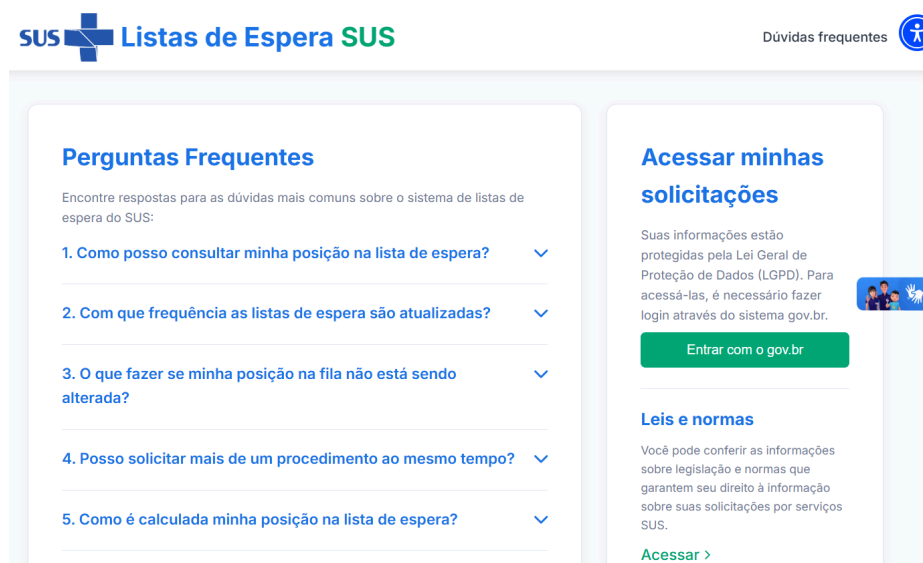 SUS Listas de Espera SUS
Dúvidas frequentes
Perguntas Frequentes
Encontre respostas para as dúvidas mais comuns sobre o sistema de listas de
espera do SUS:
1. Como posso consultar minha posição na lista de espera?
2. Com que frequência as listas de espera são atualizadas?
3. O que fazer se minha posição na fila não está sendo
alterada?
4. Posso solicitar mais de um procedimento ao mesmo tempo?
5. Como é calculada minha posição na lista de espera?
Acessar minhas
solicitações
Suas informações estão
protegidas pela Lei Geral de
Proteção de Dados (LGPD). Para
acessá-las, é necessário fazer
login através do sistema gov.br.
Entrar com o gov.br
Leis e normas
Você pode conferir as informações
sobre legislação e normas que
garantem seu direito à informação
sobre suas solicitações por serviços
SUS.
Acessar >